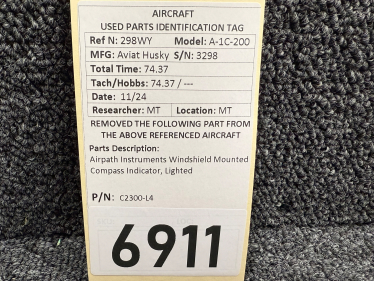 AIRCRAFT
USED PARTS IDENTIFICATION TAG
Ref N: 298WY Model: A-1C-200
MFG: Aviat Husky S/N: 3298
Total Time: 74.37
Tach/Hobbs: 74.37 / ---
Date: 11/24
Researcher: MT Location: MT
REMOVED THE FOLLOWING PART FROM
THE ABOVE REFERENCED AIRCRAFT
Parts Description:
Airpath Instruments Windshield Mounted
Compass Indicator, Lighted
P/N: C2300-L4
6911